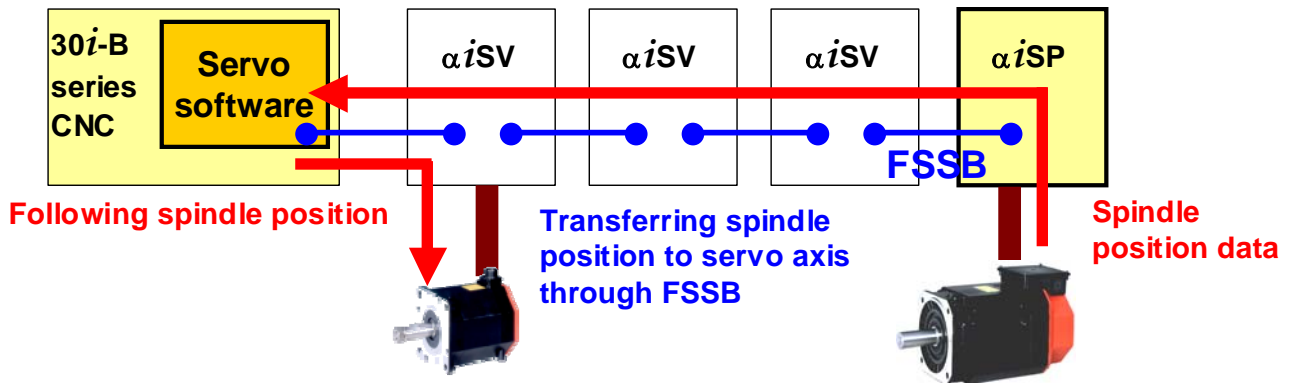 30i-B
series
CNC
Servo
software
αiSV
αiSV
αiSV
αiSP
FSSB
Following spindle position
Transferring spindle
position to servo axis
through FSSB
Spindle
position data